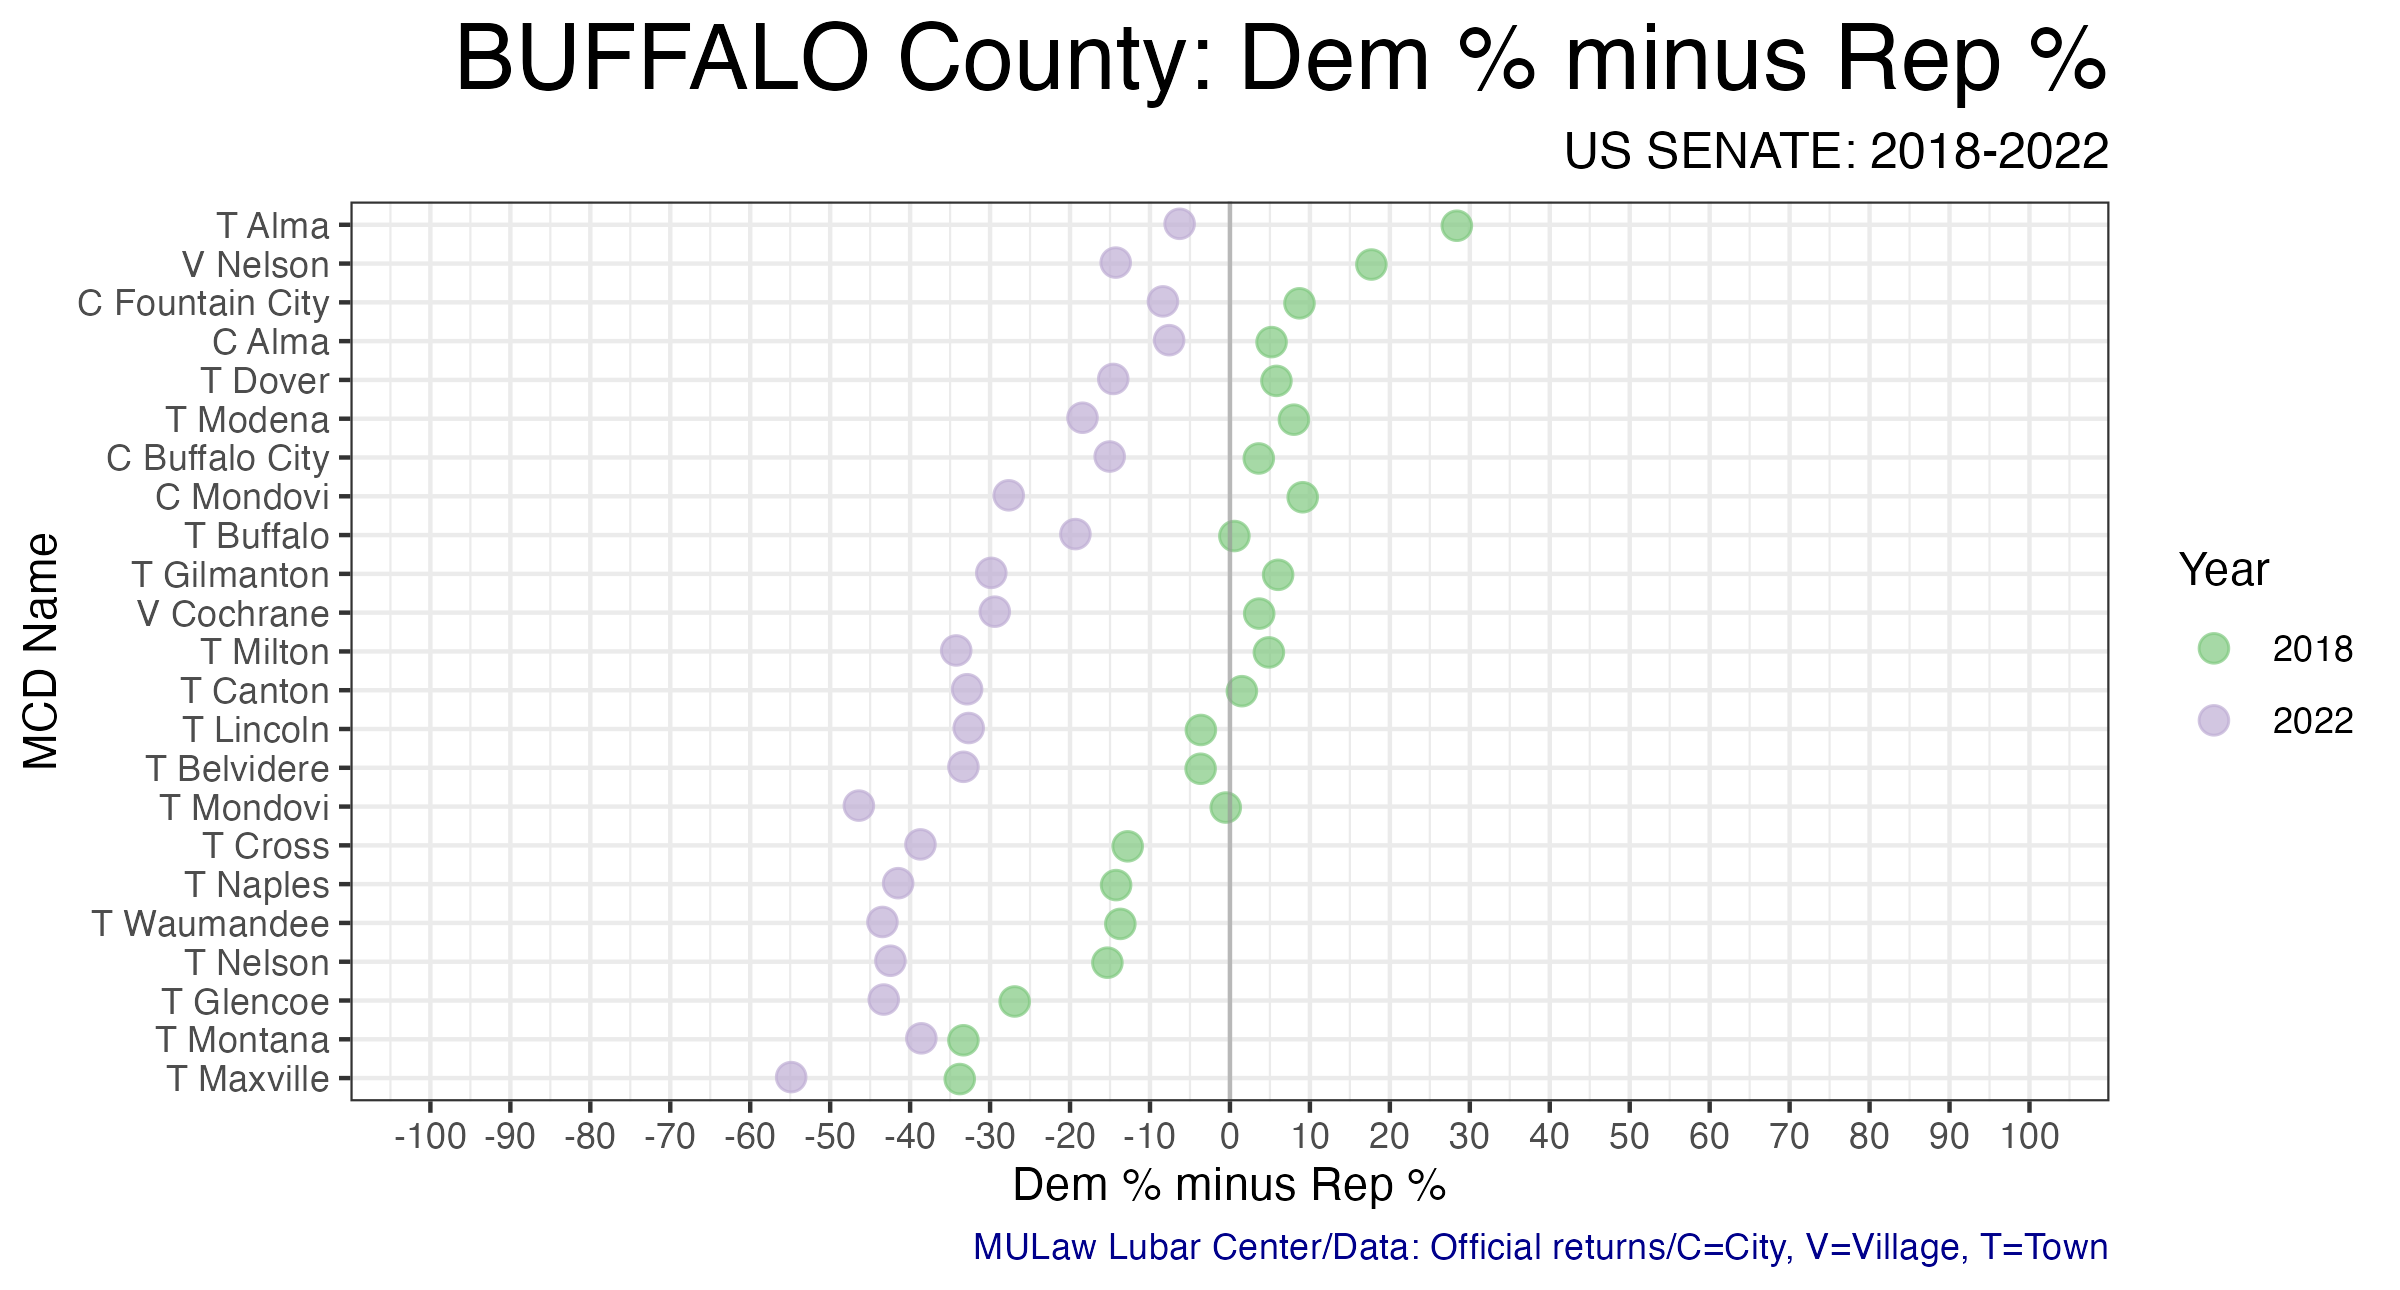 BUFFALO County: Dem % minus Rep %
US SENATE: 2018-2022
MCD Name
T Alma
V Nelson
C Fountain City
C Alma
T Dover
T Modena
C Buffalo City
C Mondovi
T Buffalo
T Gilmanton
V Cochrane
T Milton
T Canton
T Lincoln
T Belvidere
T Mondovi
T Cross
T Naples
T Waumandee
T Nelson
T Glencoe
T Montana
T Maxville
-100 -90 -80 -70 -60 -50 -40 -30 -20 -10 0 10 20 30 40 50 60 70 80 90 100
Dem % minus Rep %
Year
2018
2022
MULaw Lubar Center/Data: Official returns/C=City, V=Village, T=Town